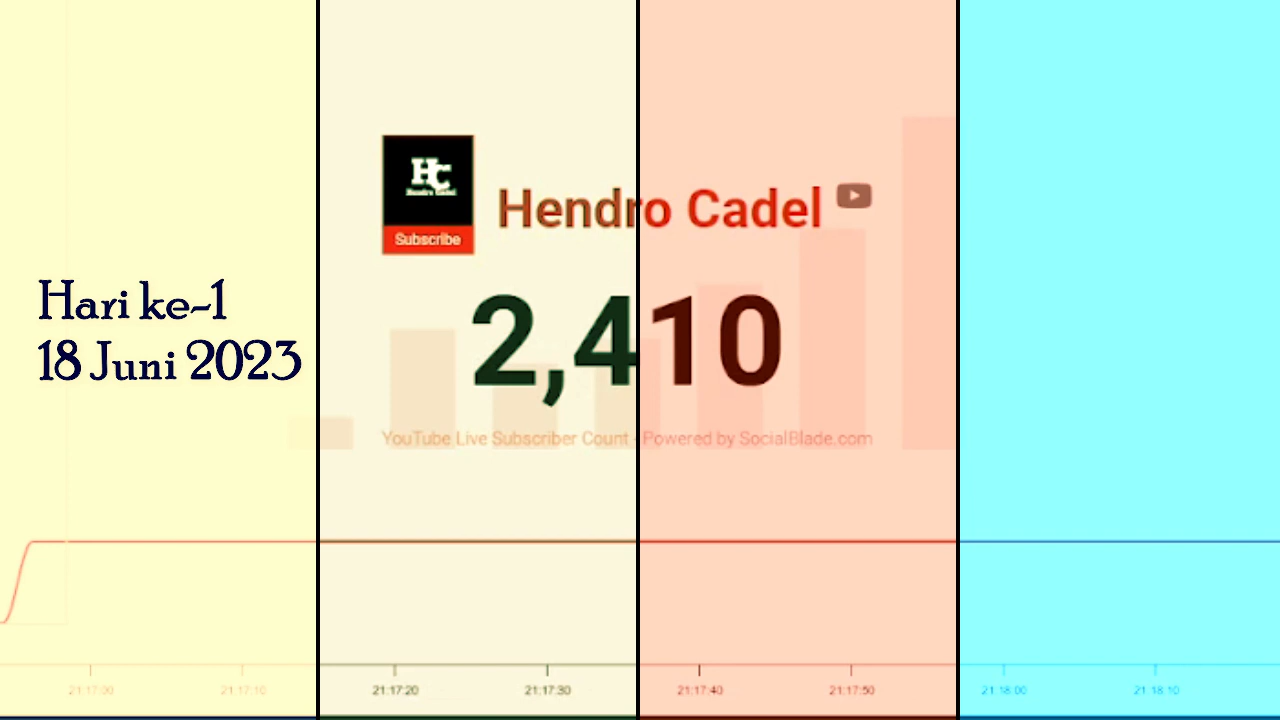 HC
Hendro Cadel
Subscribe
Hendro Cadel
Hari ke-1
18 Juni 2023
2,410
YouTube Live Subscriber Count - Powered by SocialBlade.com
21:17:00 21:17:10 21:17:20 21:17:30 21:17:40 21:17:50 21:18:00 21:18:10